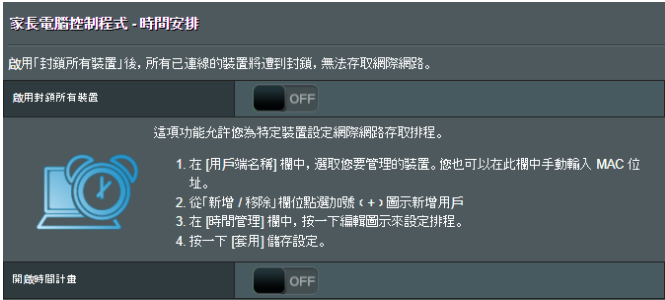 家長電腦控制程式 - 時間安排
啟用「封鎖所有裝置」後，所有已連線的裝置將遭到封鎖，無法存取網際網路。
啟用封鎖所有裝置
OFF
這項功能允許您為特定裝置設定網際網路存取排程。
1. 在 [用戶端名稱] 欄中，選取您要管理的裝置。您也可以在此欄中手動輸入 MAC 位
址。
2. 從「新增 / 移除」欄位點選加號（+）圖示新增用戶
3. 在 [時間管理] 欄中，按一下編輯圖示來設定排程。
4. 按一下 [套用] 儲存設定。
開啟時間計畫
OFF